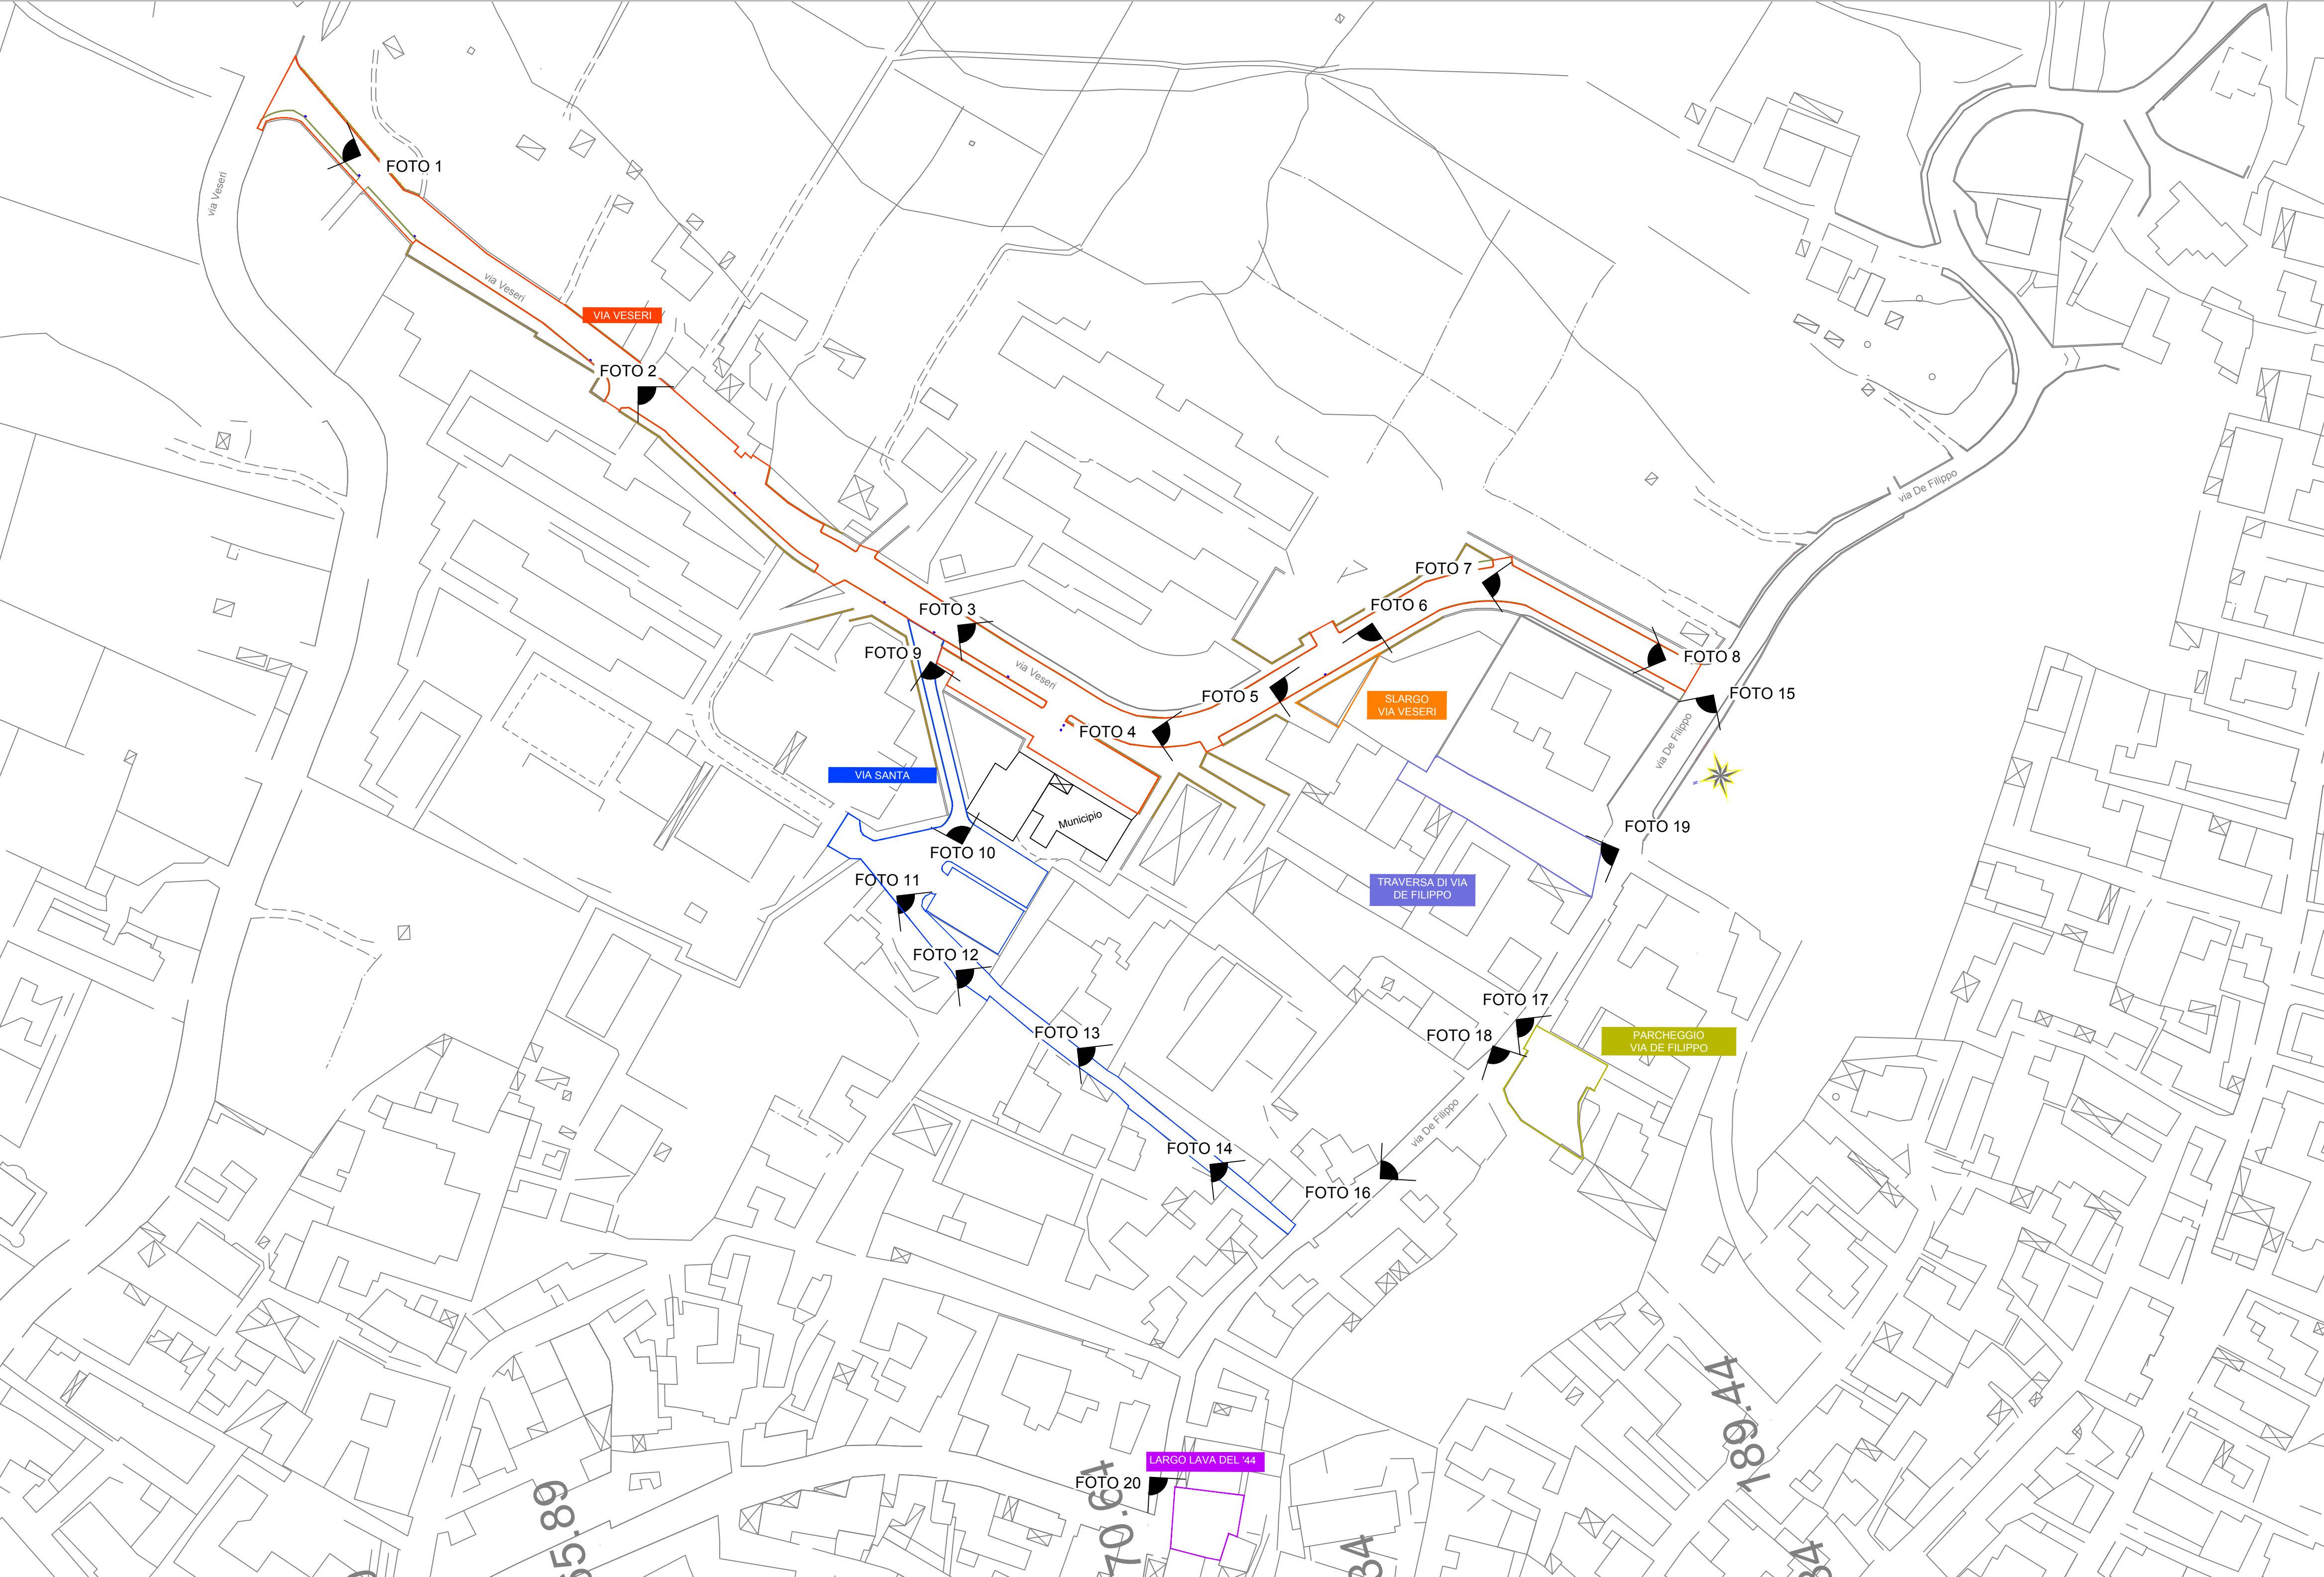 FOTO 1
via Veseri
via Veseri
VIA VESERI
FOTO 2
via De Filippo
FOTO 7
FOTO 3
FOTO 6
FOTO 9
via Veseri
FOTO 8
FOTO 5
FOTO 15
SLARGO
VIA VESERI
FOTO 4
via De Filippo
VIA SANTA
Municipio
FOTO 19
FOTO 10
FOTO 11
TRAVERSA DI VIA
DE FILIPPO
FOTO 12
FOTO 17
FOTO 13
FOTO 18
PARCHEGGIO
VIA DE FILIPPO
via De Filippo
FOTO 14
FOTO 16
189.44
LARGO LAVA DEL '44
FOTO 20